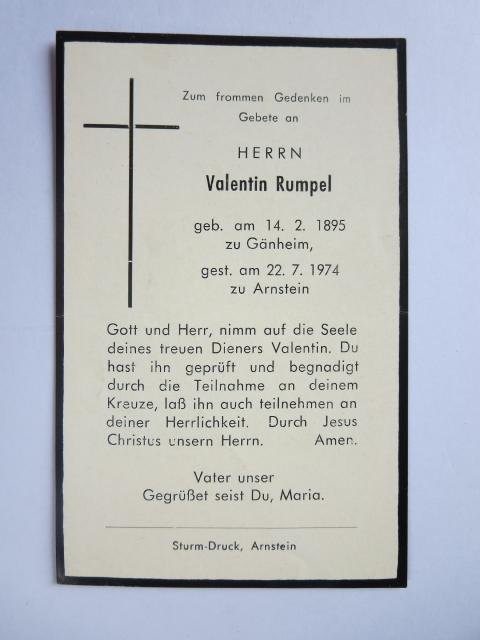 Zum frommen Gedenken im
Gebete an
HERRN
Valentin Rumpel
geb. am 14. 2. 1895
zu Gänheim,
gest. am 22. 7. 1974
zu Arnstein
Gott und Herr, nimm auf die Seele
deines treuen Dieners Valentin. Du
hast ihn geprüft und begnadigt
durch die Teilnahme an deinem
Kreuze, laß ihn auch teilnehmen an
deiner Herrlichkeit. Durch Jesus
Christus unsern Herrn. Amen.
Vater unser
Gegrüßet seist Du, Maria.
Sturm-Druck, Arnstein